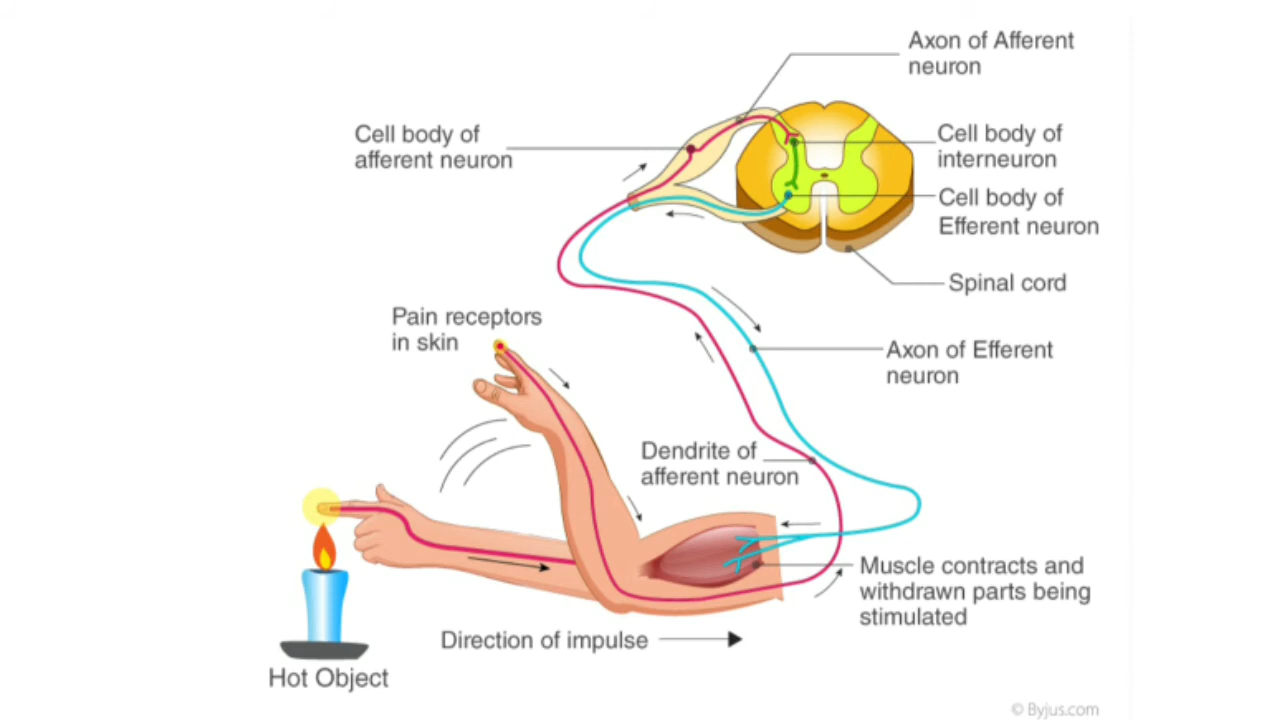 Axon of Afferent
neuron
Cell body of
afferent neuron
Cell body of
interneuron
Cell body of
Efferent neuron
Spinal cord
Pain receptors
in skin
Axon of Efferent
neuron
Dendrite of
afferent neuron
Muscle contracts and
withdrawn parts being
stimulated
Direction of impulse
Hot Object
© Byjus.com